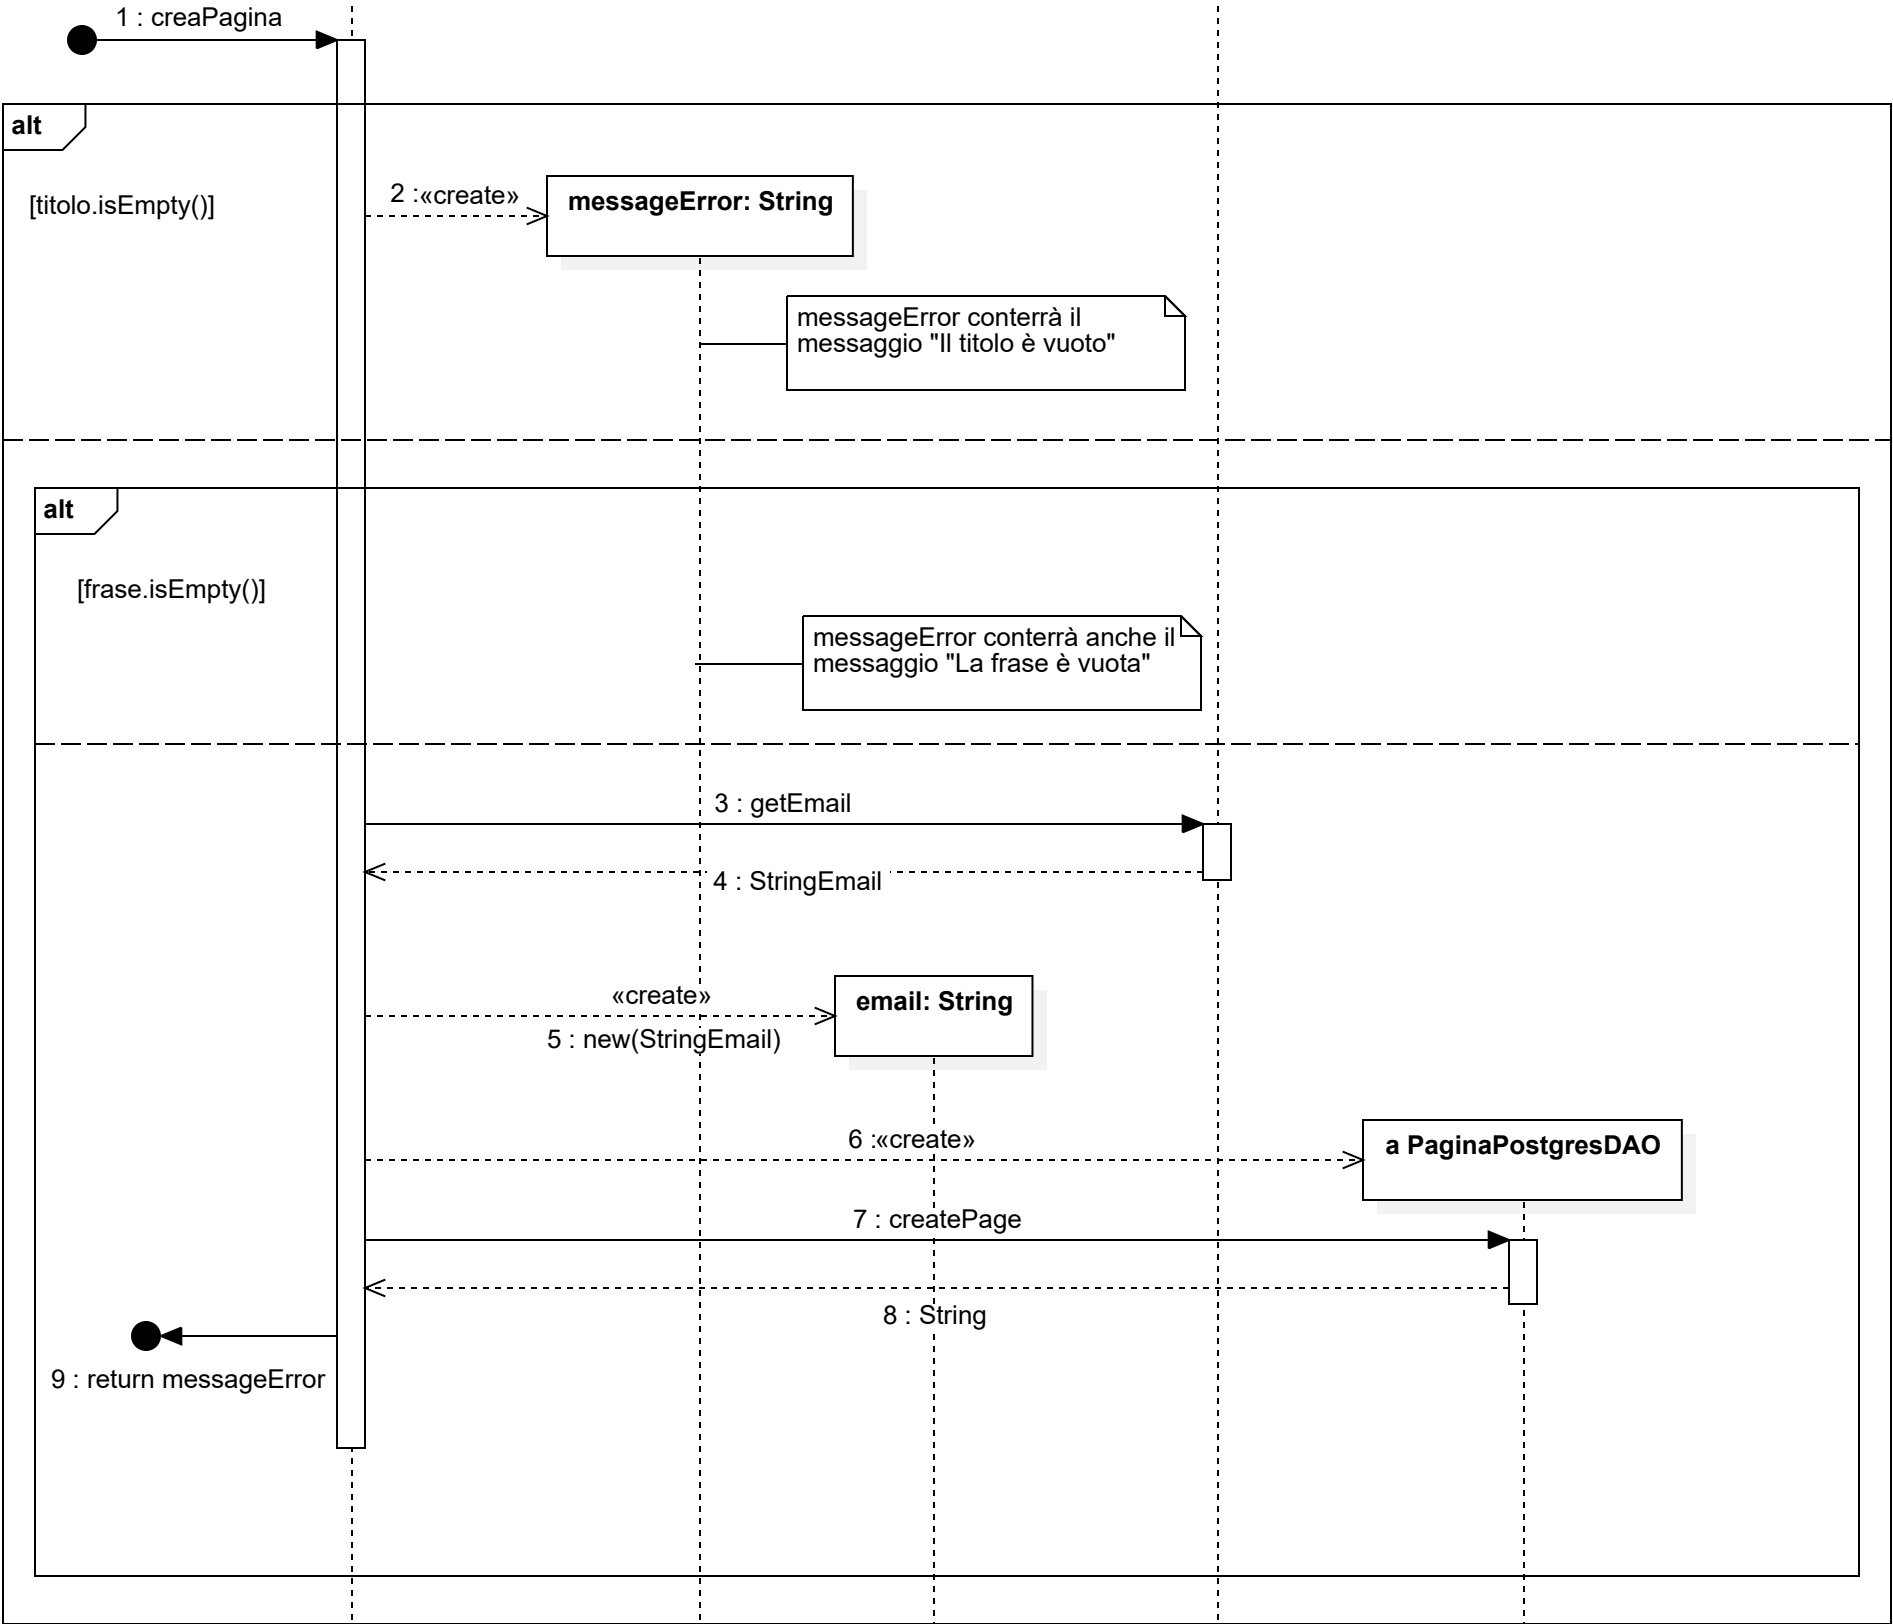 1 : creaPagina
alt
[titolo.isEmpty()]
2 :«create»
messageError: String
messageError conterrà il
messaggio "Il titolo è vuoto"
alt
[frase.isEmpty()]
messageError conterrà anche il
messaggio "La frase è vuota"
3 : getEmail
4 : StringEmail
«create»
5 : new(StringEmail)
email: String
6 :«create»
a PaginaPostgresDAO
7 : createPage
8 : String
9 : return messageError